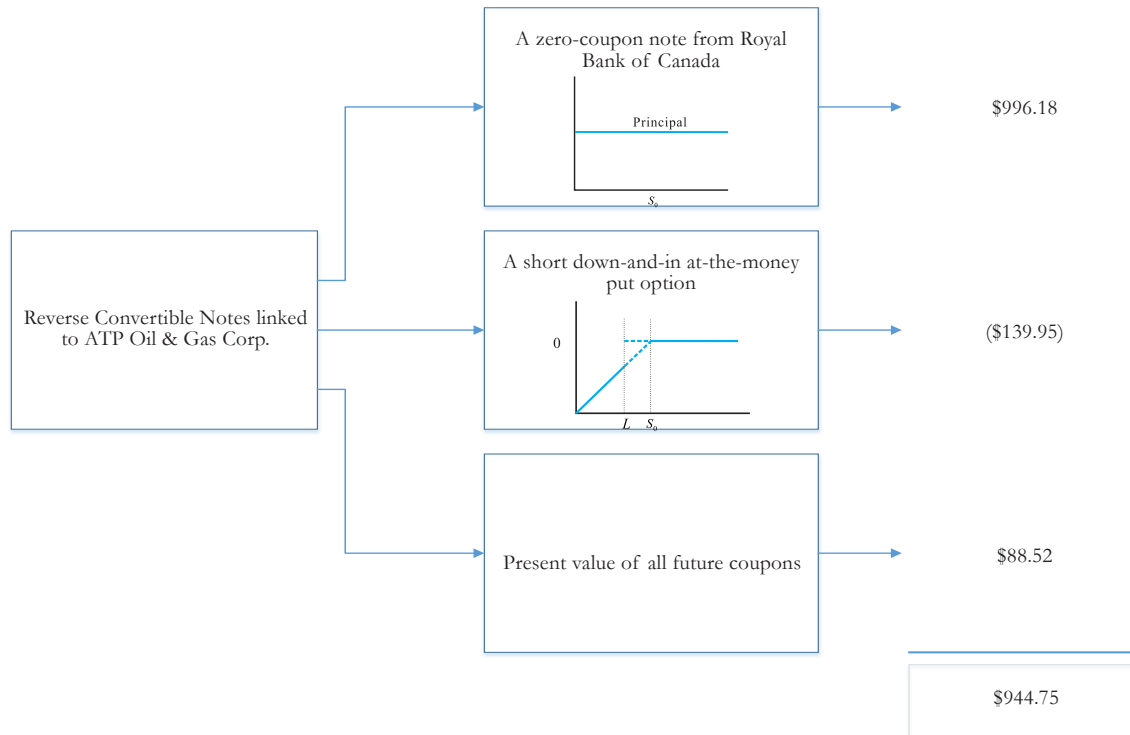 A zero-coupon note from Royal
Bank of Canada
Principal
S₀
$996.18
Reverse Convertible Notes linked
to ATP Oil & Gas Corp.
A short down-and-in at-the-money
put option
0
L S₀
($139.95)
Present value of all future coupons
$88.52
$944.75